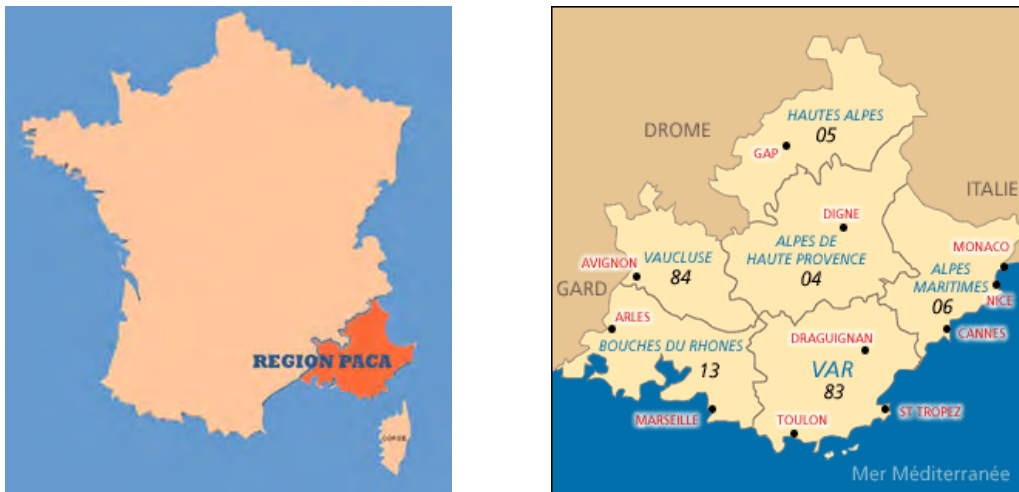 REGION PACA
CORSE
HAUTES ALPES
05
DROME
GAP
ITALIE
DIGNE
ALPES DE
HAUTE PROVENCE
04
MONACO
AVIGNON
VAUCLUSE
84
ALPES
MARITIMES
06
GARD
NICE
ARLES
CANNES
DRAGUIGNAN
BOUCHES DU RHONES
13
VAR
83
MARSEILLE
TOULON
ST TROPEZ
Mer Méditerranée